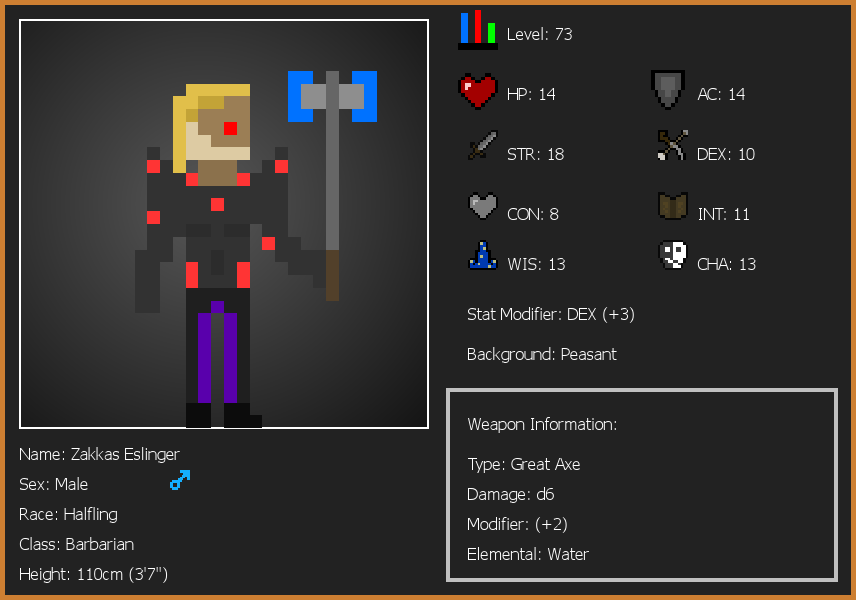 Level: 73
HP: 14
AC: 14
STR: 18
DEX: 10
CON: 8
INT: 11
WIS: 13
CHA: 13
Stat Modifier: DEX (+3)
Background: Peasant
Weapon Information:
Type: Great Axe
Damage: d6
Modifier: (+2)
Elemental: Water
Name: Zakkas Eslinger
Sex: Male
Race: Halfling
Class: Barbarian
Height: 110cm (3'7")